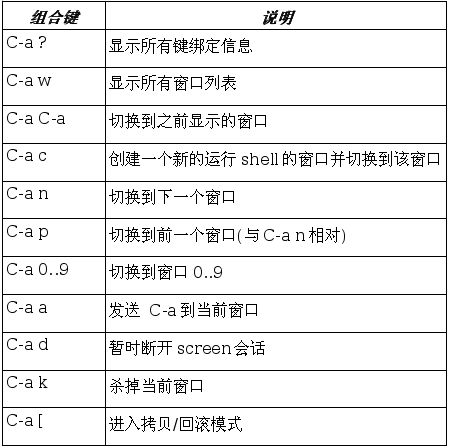 组合键 说明
C-a ? 显示所有键绑定信息
C-a w 显示所有窗口列表
C-a C-a 切换到之前显示的窗口
C-a c 创建一个新的运行 shell 的窗口并切换到该窗口
C-a n 切换到下一个窗口
C-a p 切换到前一个窗口( 与 C-a n 相对)
C-a 0..9 切换到窗口 0..9
C-a a 发送 C-a 到当前窗口
C-a d 暂时断开 screen 会话
C-a k 杀掉当前窗口
C-a [ 进入拷贝/回滚模式